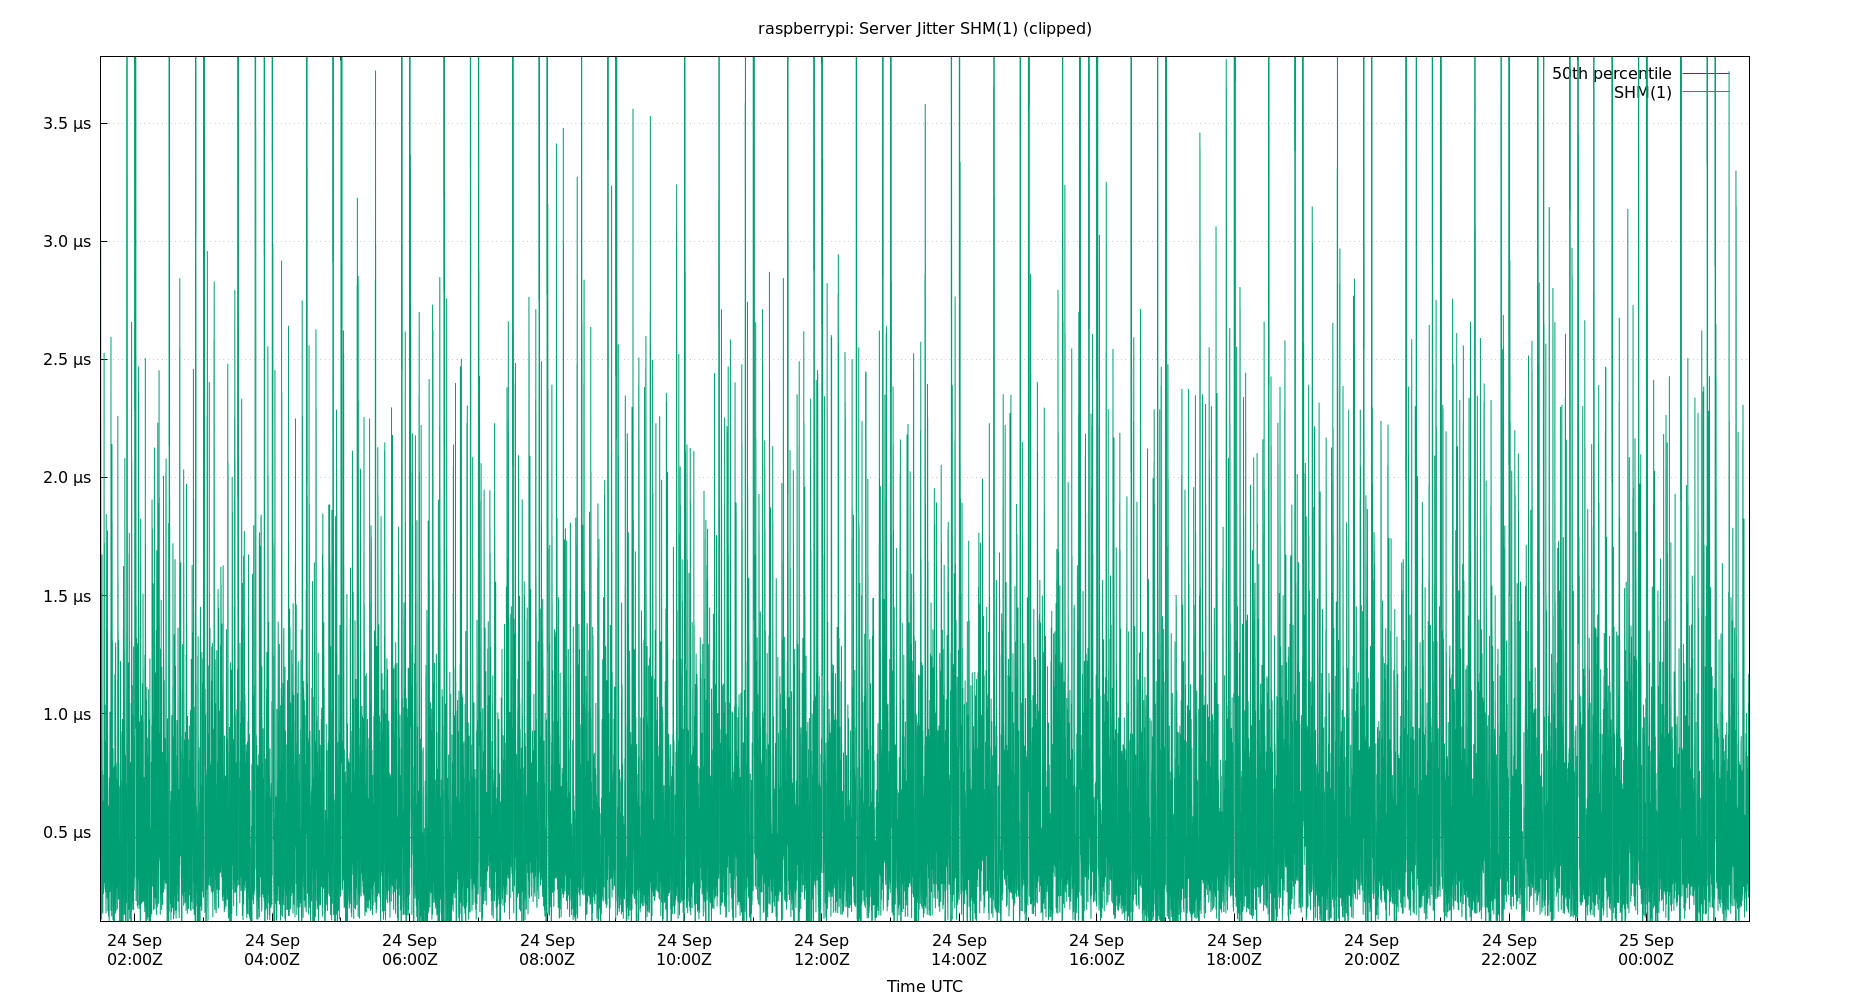 raspberrypi: Server Jitter SHM(1) (clipped)
50th percentile
SHM(1)
3.5 µs
3.0 µs
2.5 µs
2.0 µs
1.5 µs
1.0 µs
0.5 µs
24 Sep 24 Sep 24 Sep 24 Sep 24 Sep 24 Sep 24 Sep 24 Sep 24 Sep 24 Sep 24 Sep 25 Sep
02:00Z 04:00Z 06:00Z 08:00Z 10:00Z 12:00Z 14:00Z 16:00Z 18:00Z 20:00Z 22:00Z 00:00Z
Time UTC